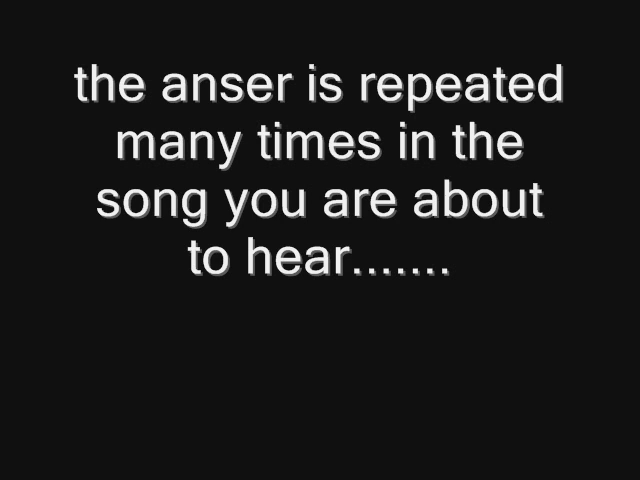 the anser is repeated
many times in the
song you are about
to hear.......